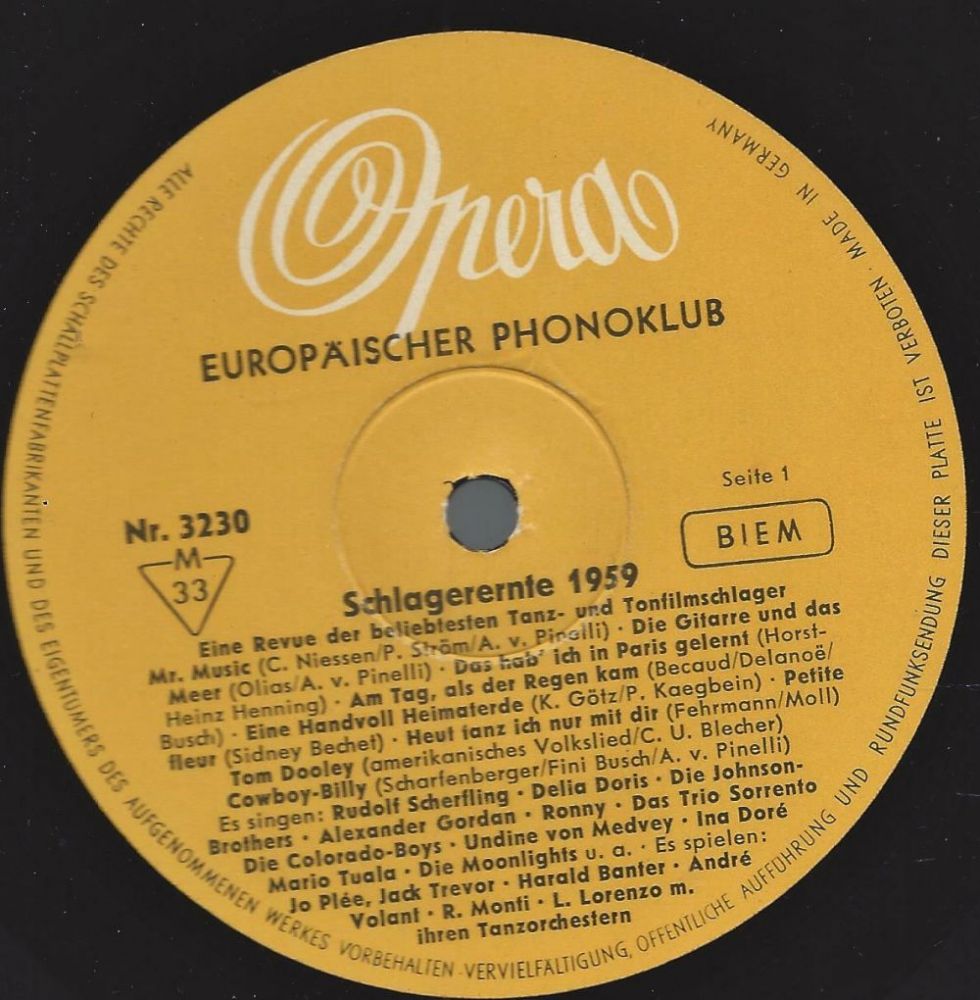 Opera
EUROPÄISCHER PHONOKLUB
Seite 1
Nr. 3230
M
33
BIEM
Schlagerernte 1959
Eine Revue der beliebtesten Tanz- und Tonfilmschlager
Mr. Music (C. Niessen/P. Ström/A. v. Pinelli) · Die Gitarre und das
Meer (Olias/A. v. Pinelli) · Das hab' ich in Paris gelernt (Horst-
Heinz Henning) · Am Tag, als der Regen kam (Becaud/Delanoë/
Busch) · Eine Handvoll Heimaterde (K. Götz/P. Kaegbein) · Petite
fleur (Sidney Bechet) · Heut tanz ich nur mit dir (Fehrmann/Moll)
Tom Dooley (amerikanisches Volkslied/C. U. Blecher)
Cowboy-Billy (Scharfenberger/Fini Busch/A. v. Pinelli)
Es singen: Rudolf Scherfling · Delia Doris · Die Johnson-
Brothers · Alexander Gordan · Ronny · Das Trio Sorrento
Die Colorado-Boys · Undine von Medvey · Ina Doré
Mario Tuala · Die Moonlights u. a. · Es spielen:
Jo Plée, Jack Trevor · Harald Banter · André
Volant · R. Monti · L. Lorenzo m.
ihren Tanzorchestern
ALLE RECHTE DES SCHALLPLATTENFABRIKANTEN UND DES EIGENTÜMERS DES AUFGENOMMENEN WERKES VORBEHALTEN · VERVIELFÄLTIGUNG, ÖFFENTLICHE AUFFÜHRUNG UND RUNDFUNKSENDUNG DIESER PLATTE IST VERBOTEN · MADE IN GERMANY